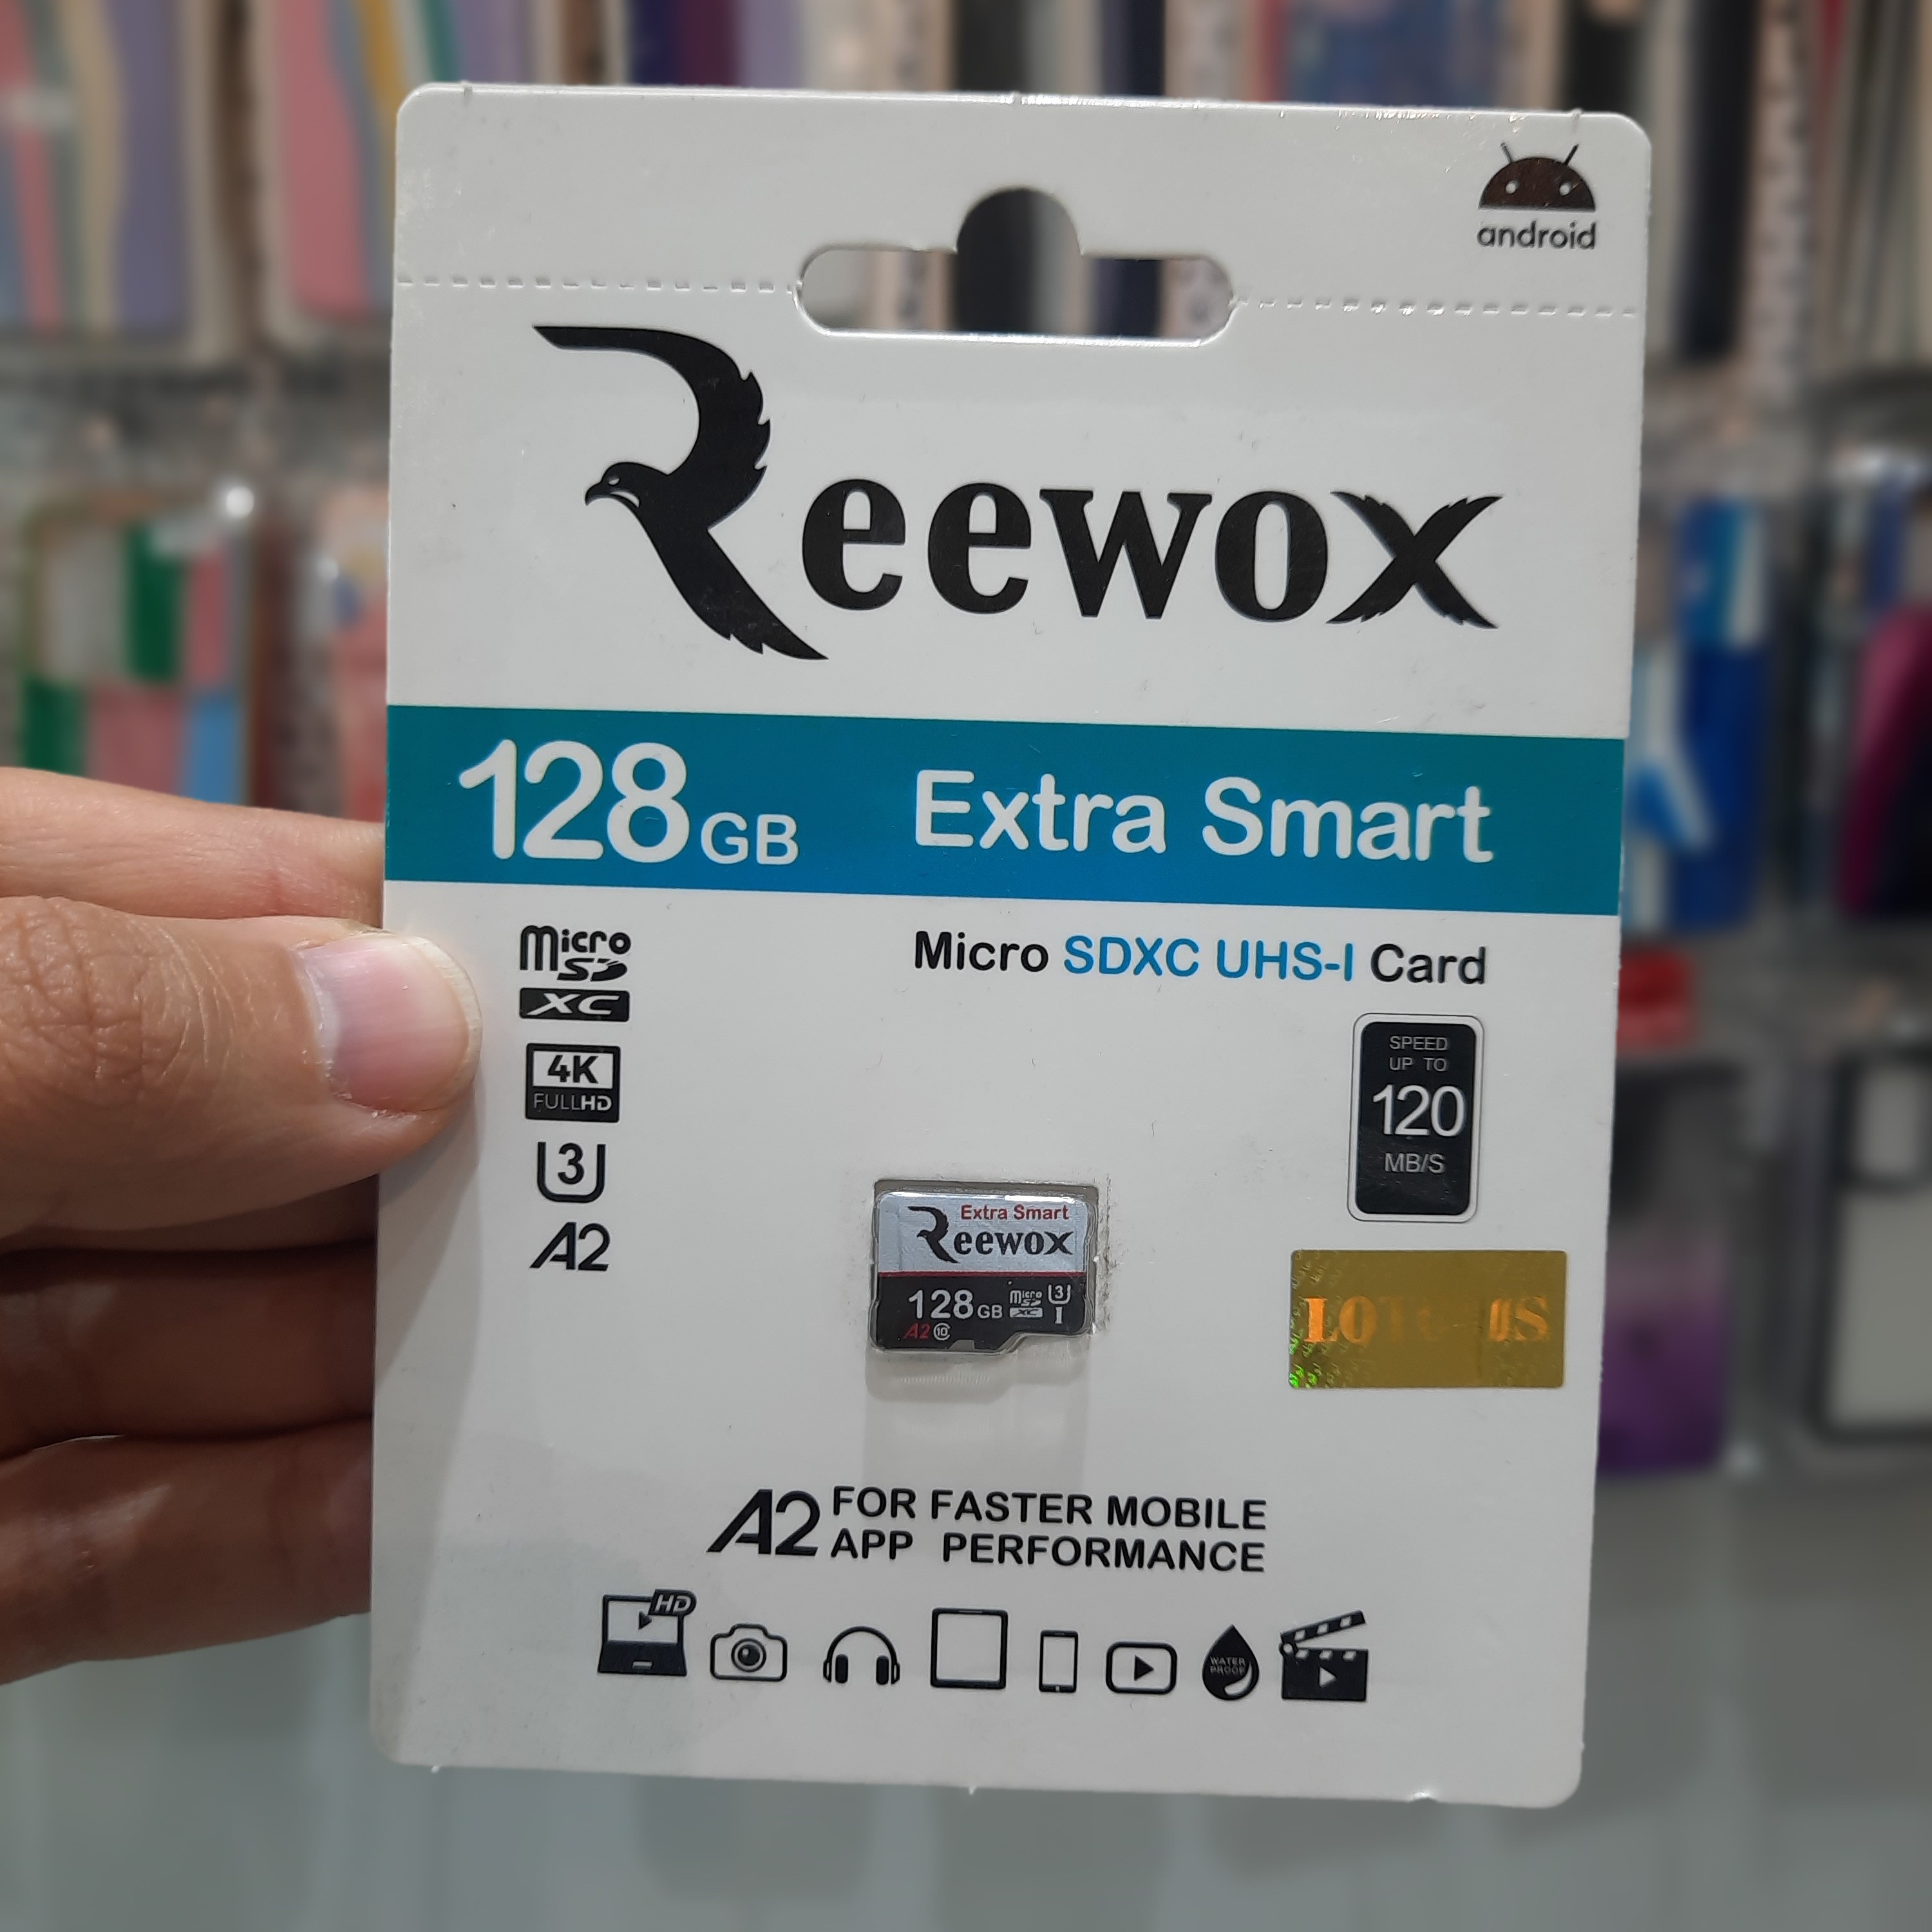 android
Reewox
128GB Extra Smart
Micro SD XC
Micro SDXC UHS-I Card
4K
FULLHD
U3
A2
SPEED
UP TO
120
MB/S
Extra Smart
Reewox
128GB Micro SD XC U3 I
A2 10
A2 FOR FASTER MOBILE
APP PERFORMANCE
HD
WATER
PROOF